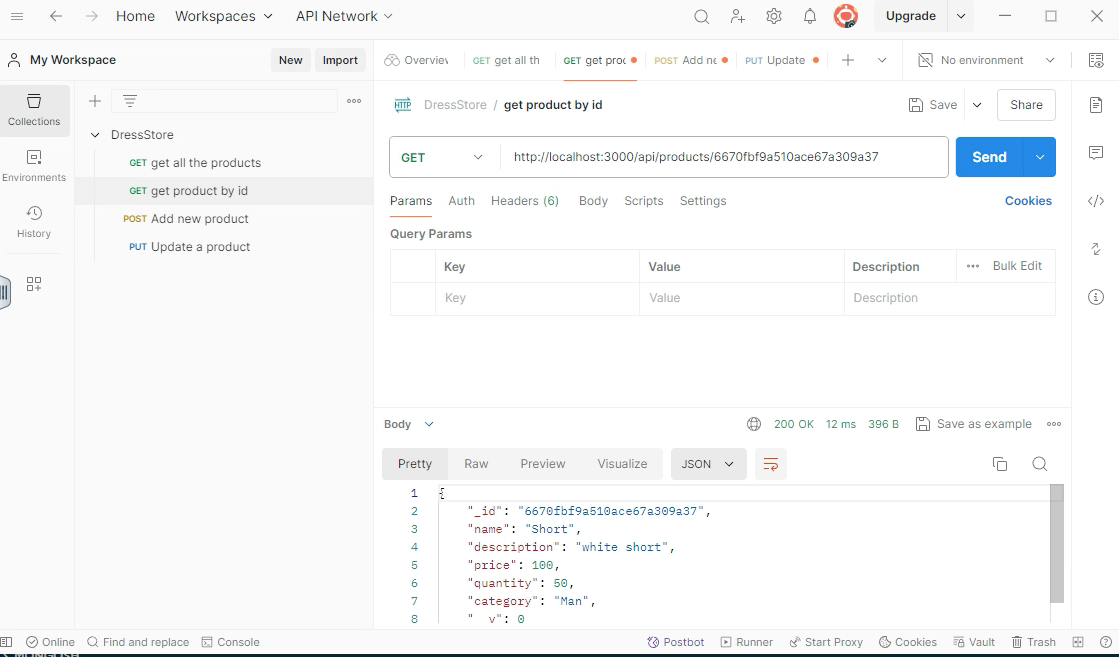 Home Workspaces API Network Upgrade
My Workspace New Import Overview GET get all th GET get prod POST Add ne PUT Update No environment
Collections
Environments
History
DressStore
GET get all the products
GET get product by id
POST Add new product
PUT Update a product
HTTP DressStore / get product by id Save Share
GET http://localhost:3000/api/products/6670fbf9a510ace67a309a37 Send
Params Auth Headers (6) Body Scripts Settings Cookies
Query Params
Key Value Description Bulk Edit
Key Value Description
Body 200 OK 12 ms 396 B Save as example
Pretty Raw Preview Visualize JSON
1 {
2 "_id": "6670fbf9a510ace67a309a37",
3 "name": "Short",
4 "description": "white short",
5 "price": 100,
6 "quantity": 50,
7 "category": "Man",
8 "__v": 0
Online Find and replace Console Postbot Runner Start Proxy Cookies Vault Trash